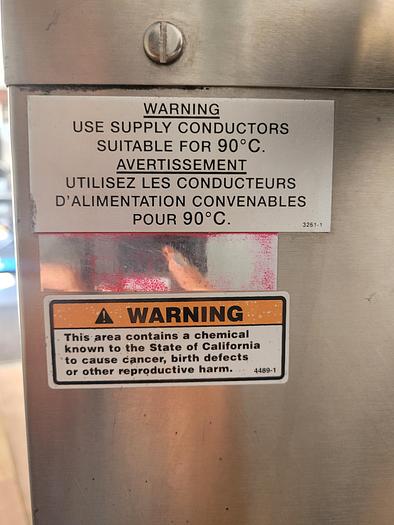 WARNING
USE SUPPLY CONDUCTORS
SUITABLE FOR 90°C.
AVERTISSEMENT
UTILISEZ LES CONDUCTEURS
D'ALIMENTATION CONVENABLES
POUR 90°C.
3261-1
WARNING
This area contains a chemical
known to the State of California
to cause cancer, birth defects
or other reproductive harm.
4489-1